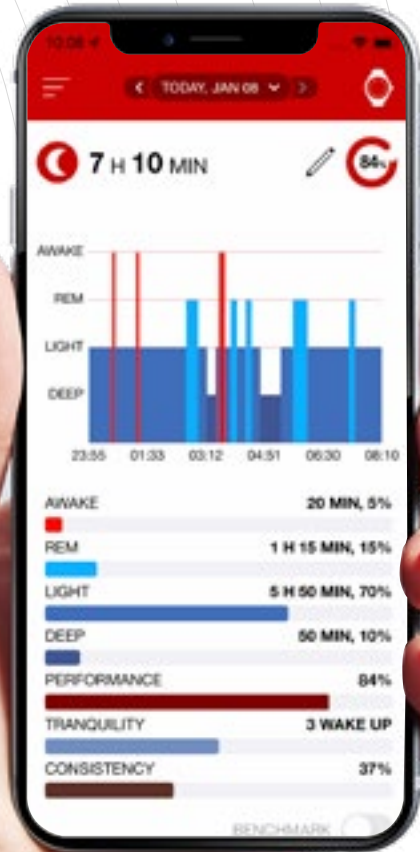 10:08
TODAY, JAN 08
7 H 10 MIN
84%
AWAKE
REM
LIGHT
DEEP
23:55 01:33 03:12 04:51 06:30 08:10
AWAKE 20 MIN, 5%
REM 1 H 15 MIN, 15%
LIGHT 5 H 50 MIN, 70%
DEEP 50 MIN, 10%
PERFORMANCE 84%
TRANQUILITY 3 WAKE UP
CONSISTENCY 37%
BENCHMARK